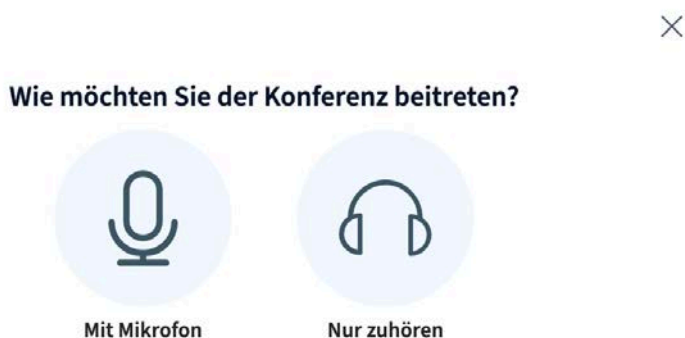 Wie möchten Sie der Konferenz beitreten?
Mit Mikrofon
Nur zuhören